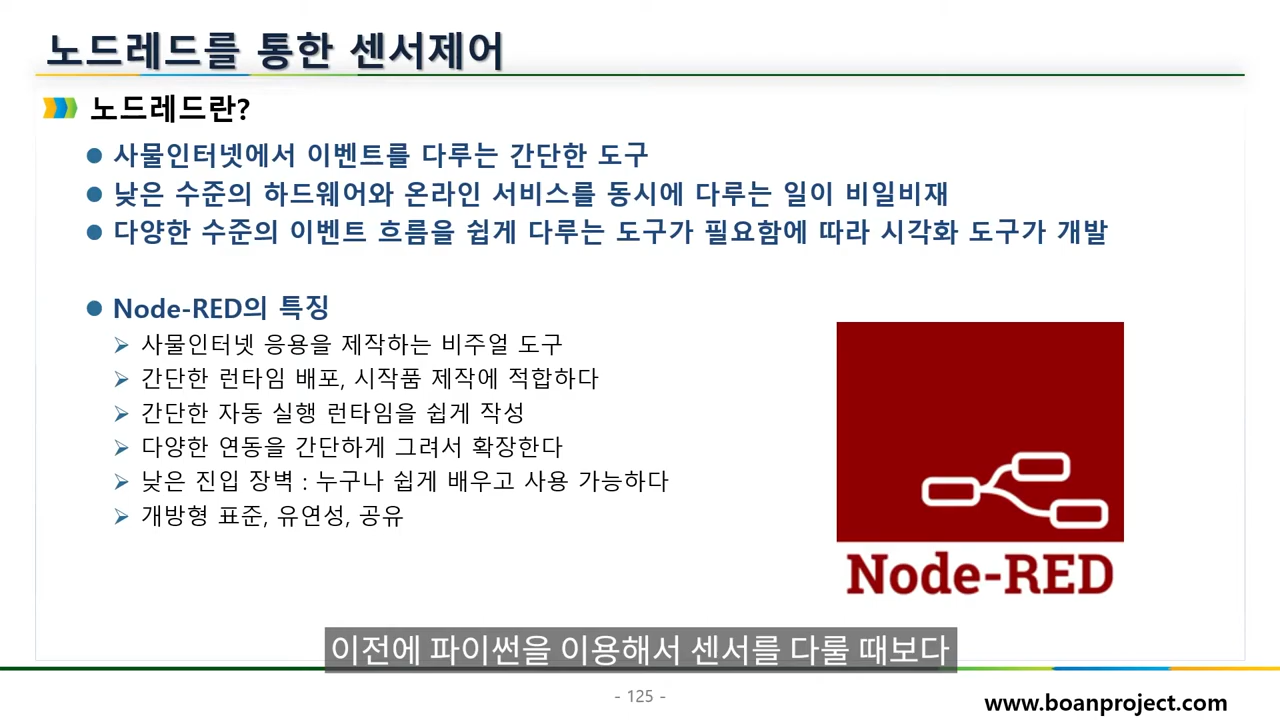 노드레드를 통한 센서제어
노드레드란?
사물인터넷에서 이벤트를 다루는 간단한 도구
낮은 수준의 하드웨어와 온라인 서비스를 동시에 다루는 일이 비일비재
다양한 수준의 이벤트 흐름을 쉽게 다루는 도구가 필요함에 따라 시각화 도구가 개발
Node-RED의 특징
사물인터넷 응용을 제작하는 비주얼 도구
간단한 런타임 배포, 시작품 제작에 적합하다
간단한 자동 실행 런타임을 쉽게 작성
다양한 연동을 간단하게 그려서 확장한다
낮은 진입 장벽 : 누구나 쉽게 배우고 사용 가능하다
개방형 표준, 유연성, 공유
Node-RED
이전에 파이썬을 이용해서 센서를 다룰 때보다
- 125 -
www.boanproject.com